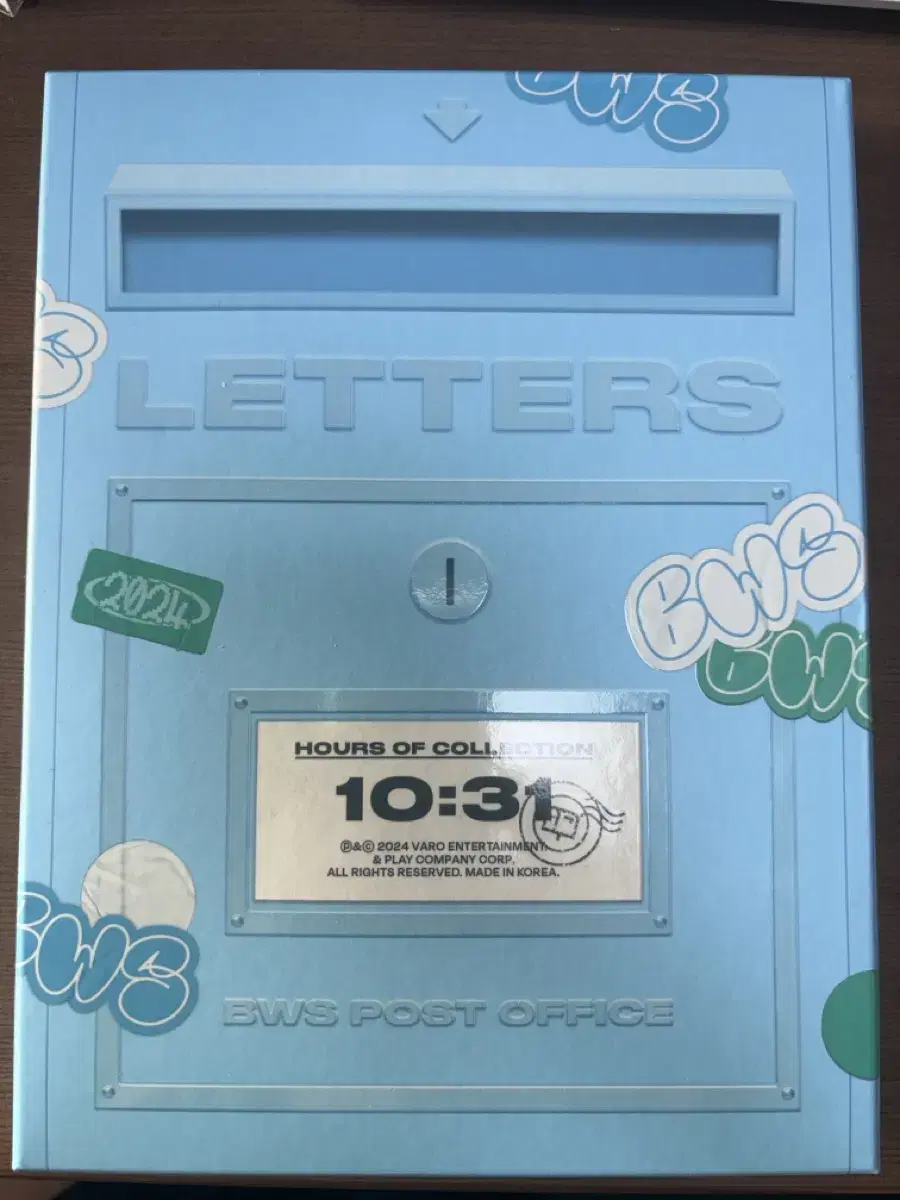 BWS
LETTERS
S
2024
BWS
BWS
HOURS OF COLLECTION
10:31
℗&© 2024 VARO ENTERTAINMENT.
& PLAY COMPANY CORP.
ALL RIGHTS RESERVED. MADE IN KOREA.
BWS
BWS POST OFFICE